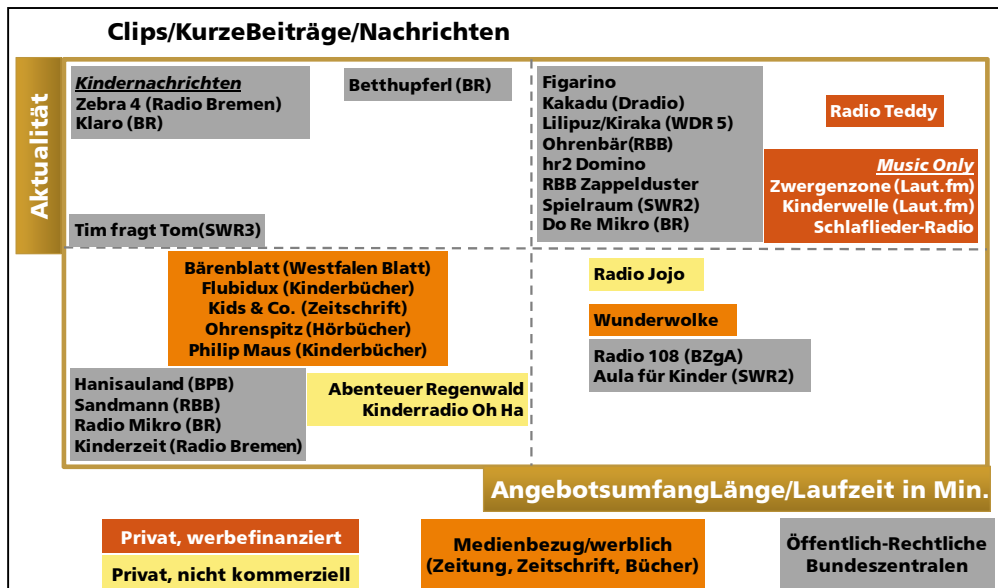 Clips/KurzeBeiträge/Nachrichten
Aktualität
Kindernachrichten
Zebra 4 (Radio Bremen)
Klaro (BR)
Betthupferl (BR)
Tim fragt Tom(SWR3)
Figarino
Kakadu (Dradio)
Lilipuz/Kiraka (WDR 5)
Ohrenbär(RBB)
hr2 Domino
RBB Zappelduster
Spielraum (SWR2)
Do Re Mikro (BR)
Radio Teddy
Music Only
Zwergenzone (Laut.fm)
Kinderwelle (Laut.fm)
Schlaflieder-Radio
Bärenblatt (Westfalen Blatt)
Flubidux (Kinderbücher)
Kids & Co. (Zeitschrift)
Ohrenspitz (Hörbücher)
Philip Maus (Kinderbücher)
Hanisauland (BPB)
Sandmann (RBB)
Radio Mikro (BR)
Kinderzeit (Radio Bremen)
Abenteuer Regenwald
Kinderradio Oh Ha
Radio Jojo
Wunderwolke
Radio 108 (BZgA)
Aula für Kinder (SWR2)
AngebotsumfangLänge/Laufzeit in Min.
Privat, werbefinanziert
Privat, nicht kommerziell
Medienbezug/werblich
(Zeitung, Zeitschrift, Bücher)
Öffentlich-Rechtliche
Bundeszentralen